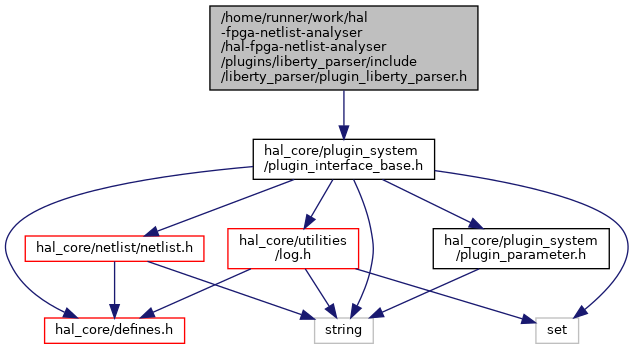 /home/runner/work/hal
-fpga-netlist-analyser
/hal-fpga-netlist-analyser
/plugins/liberty_parser/include
/liberty_parser/plugin_liberty_parser.h
hal_core/plugin_system
/plugin_interface_base.h
hal_core/netlist/netlist.h
hal_core/utilities
/log.h
hal_core/plugin_system
/plugin_parameter.h
hal_core/defines.h
string
set